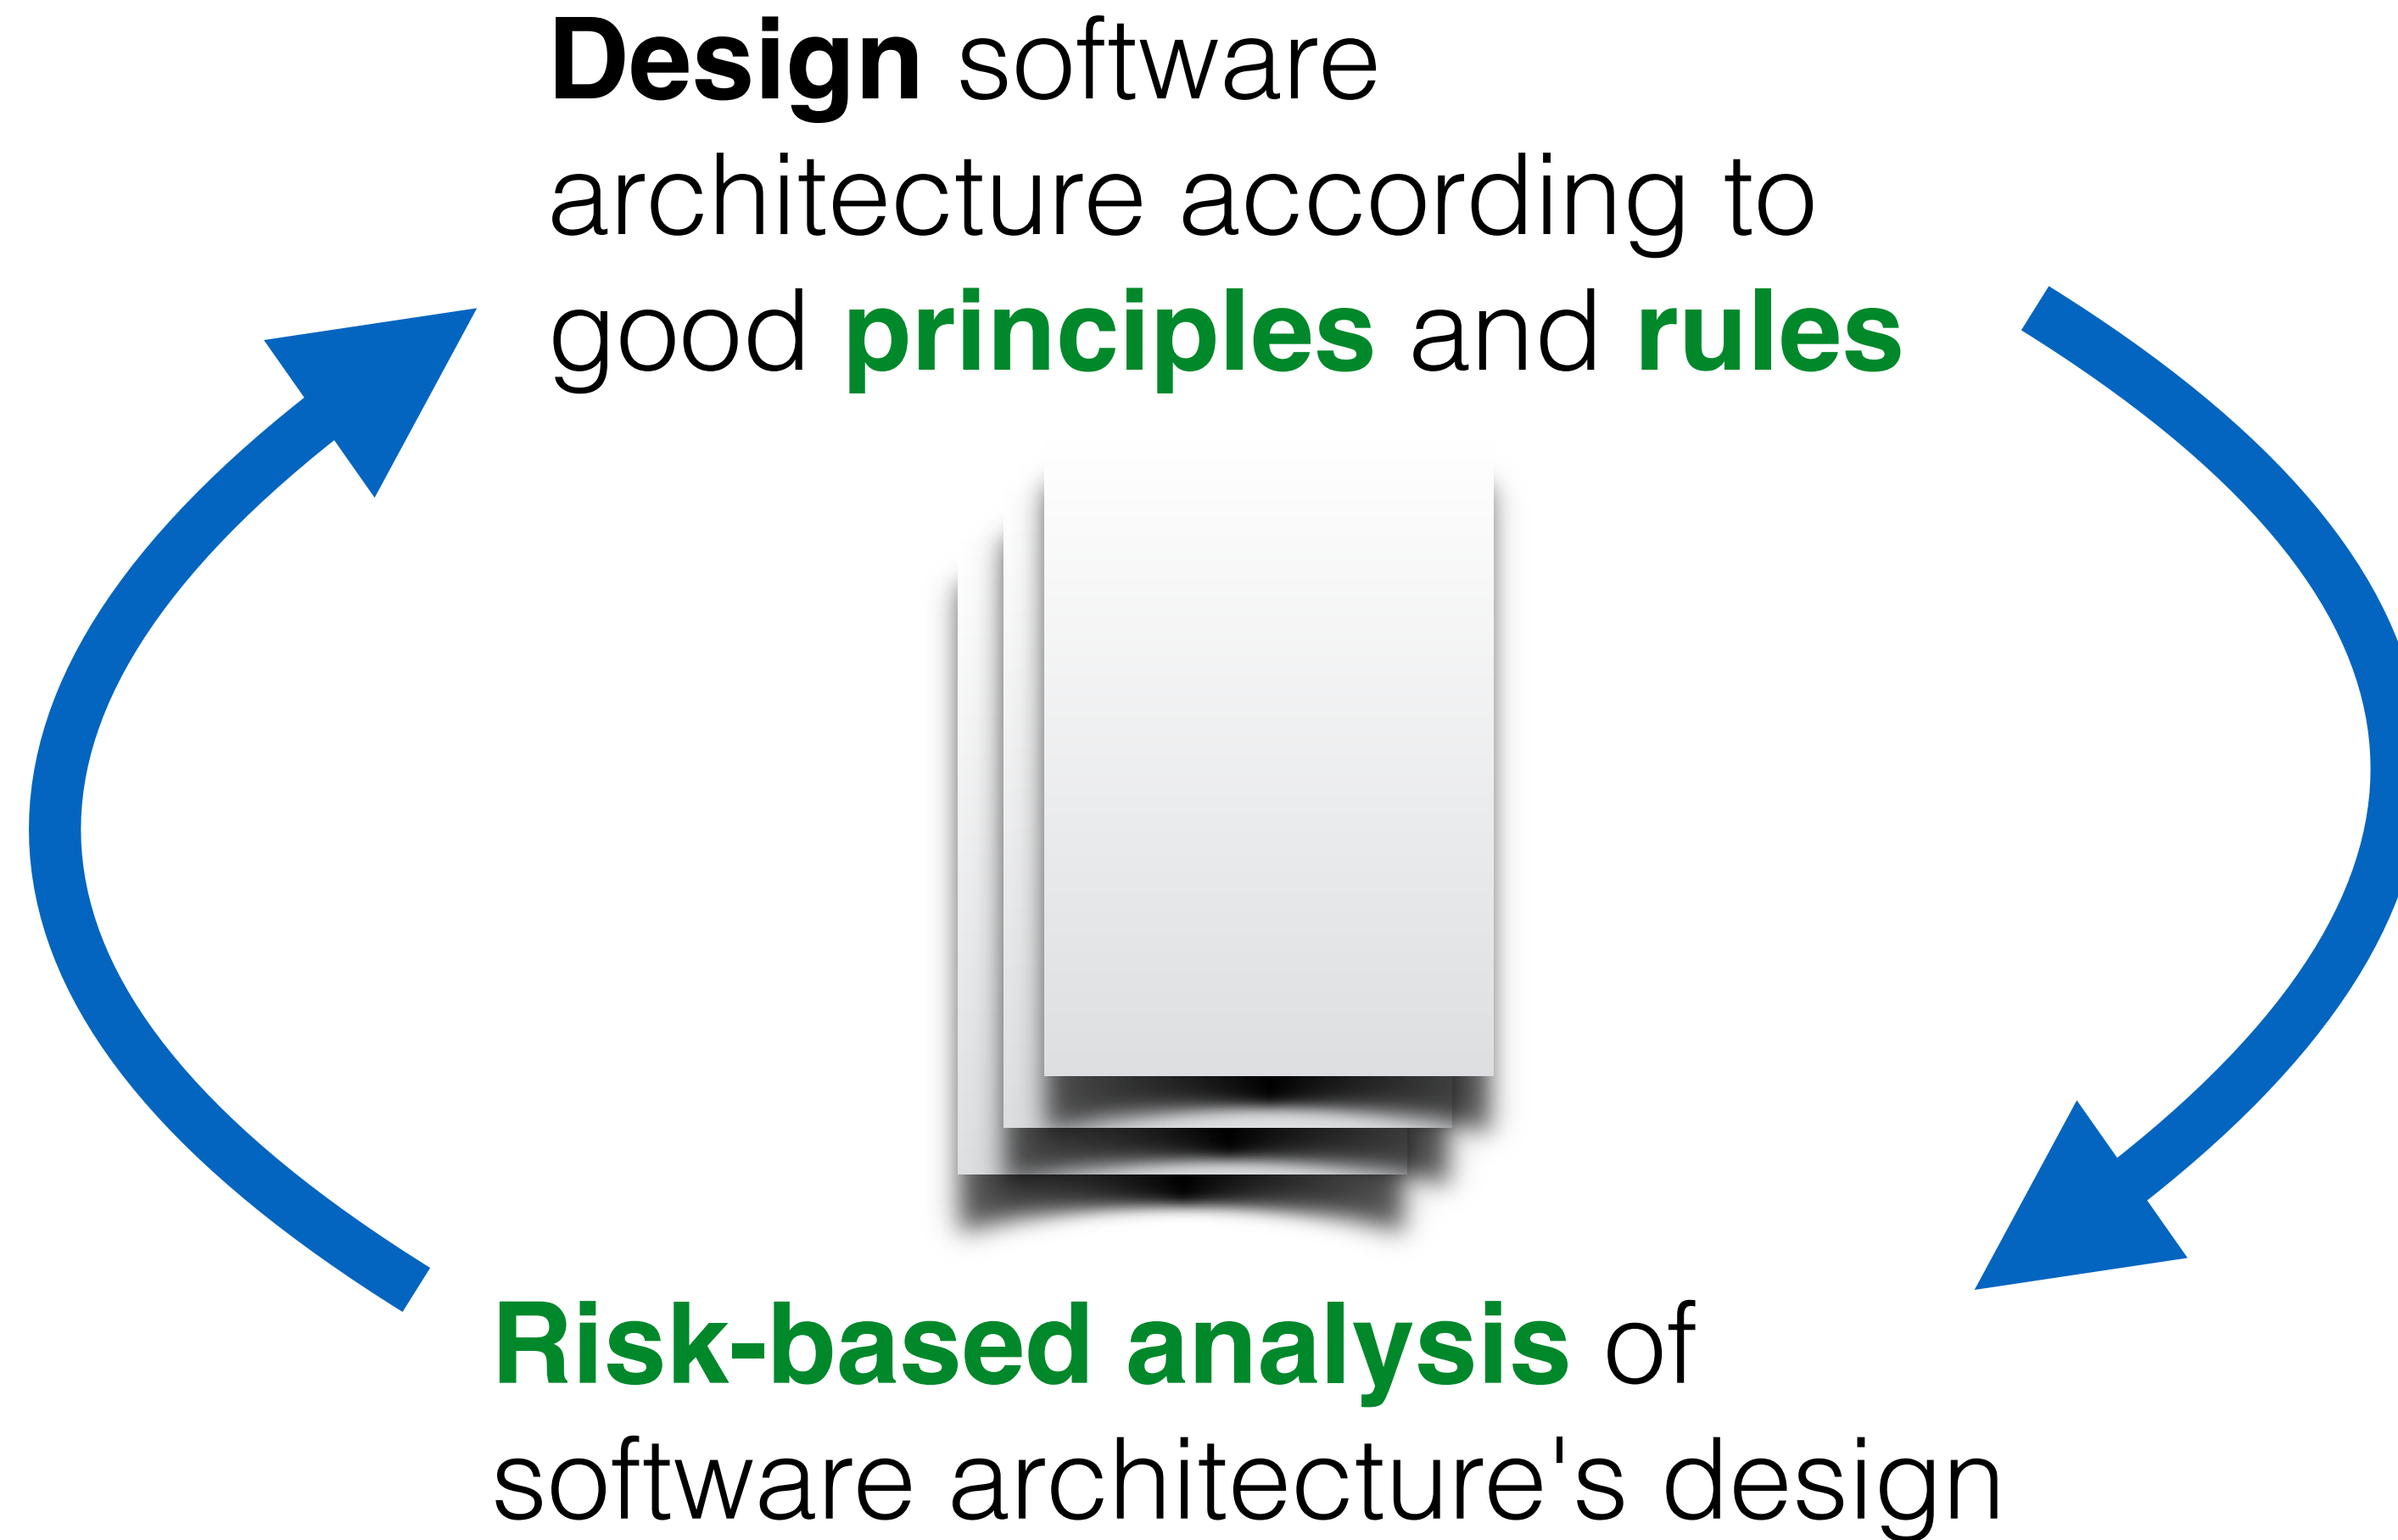 Design software
architecture according to
good principles and rules
Risk-based analysis of
software architecture's design